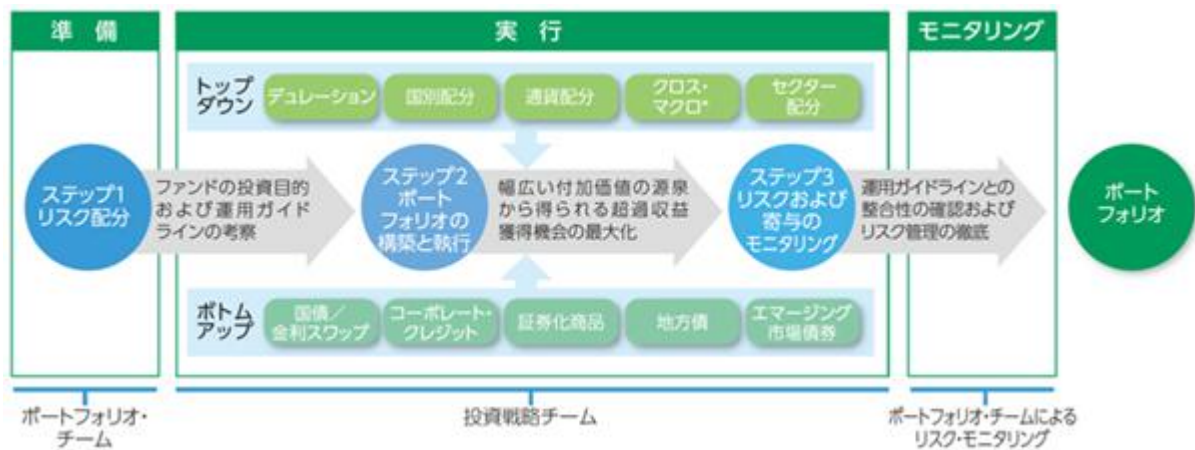 準 備
実 行
モニタリング
トップ
ダウン
デュレーション
国別配分
通貨配分
クロス・
マクロ*
セクター
配分
ステップ1
リスク配分
ファンドの投資目的
および運用ガイド
ラインの考察
ステップ2
ポート
フォリオの
構築と執行
幅広い付加価値の源泉
から得られる超過収益
獲得機会の最大化
ステップ3
リスクおよび
寄与の
モニタリング
運用ガイドラインとの
整合性の確認および
リスク管理の徹底
ポート
フォリオ
ボトム
アップ
国債／
金利スワップ
コーポレート・
クレジット
証券化商品
地方債
エマージング
市場債券
ポートフォリオ・
チーム
投資戦略チーム
ポートフォリオ・チームによる
リスク・モニタリング